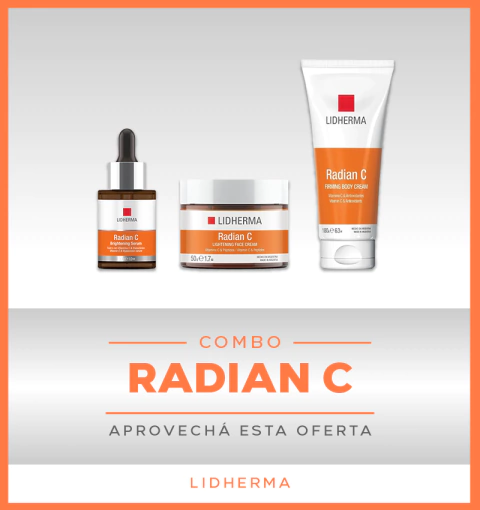 LIDHERMA
Radian C
Brightening Serum
LIDHERMA
Radian C
LIGHTENING FACE CREAM
50g e 1.7
LIDHERMA
Radian C
FIRMING BODY CREAM
COMBO
RADIAN C
APROVECHÁ ESTA OFERTA
LIDHERMA